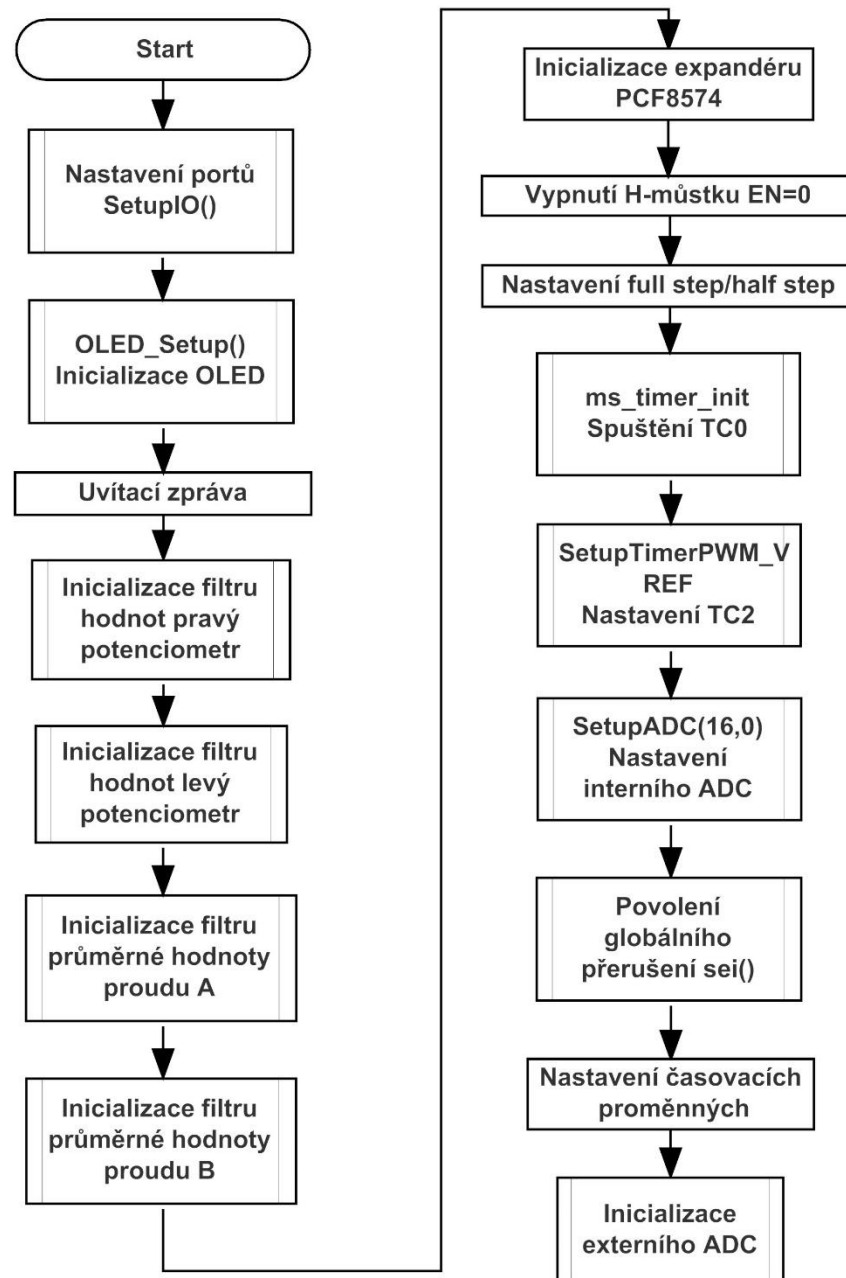 Start
Nastavení portů
SetupIO()
OLED_Setup()
Inicializace OLED
Uvítací zpráva
Inicializace filtru
hodnot pravý
potenciometr
Inicializace filtru
hodnot levý
potenciometr
Inicializace filtru
průměrné hodnoty
proudu A
Inicializace filtru
průměrné hodnoty
proudu B
Inicializace expandéru
PCF8574
Vypnutí H-můstku EN=0
Nastavení full step/half step
ms_timer_init
Spuštění TC0
SetupTimerPWM_V
REF
Nastavení TC2
SetupADC(16,0)
Nastavení
interního ADC
Povolení
globálního
přerušení sei()
Nastavení časovacích
proměnných
Inicializace
externího ADC